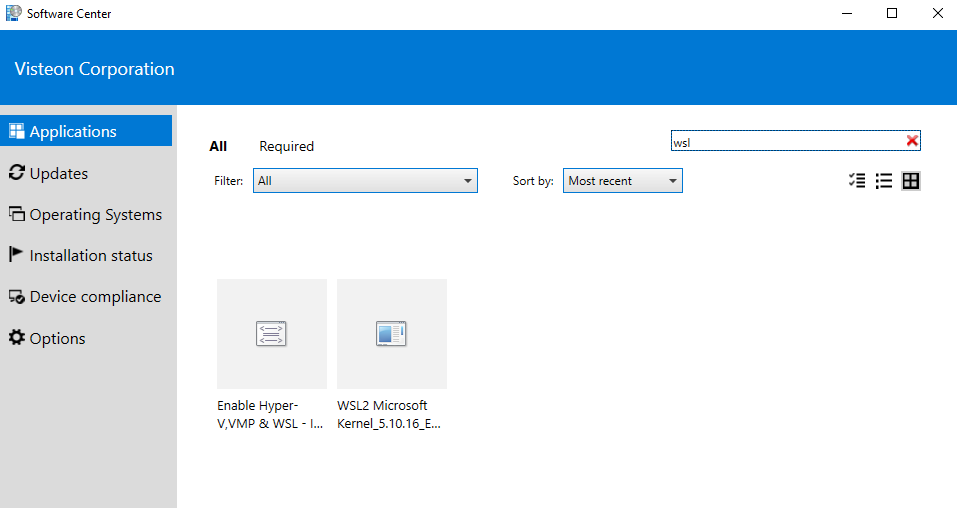 Software Center
Visteon Corporation
Applications
Updates
Operating Systems
Installation status
Device compliance
Options
All Required
wsl
Filter: All Sort by: Most recent
Enable Hyper-
V,VMP & WSL - I...
WSL2 Microsoft
Kernel_5.10.16_E...